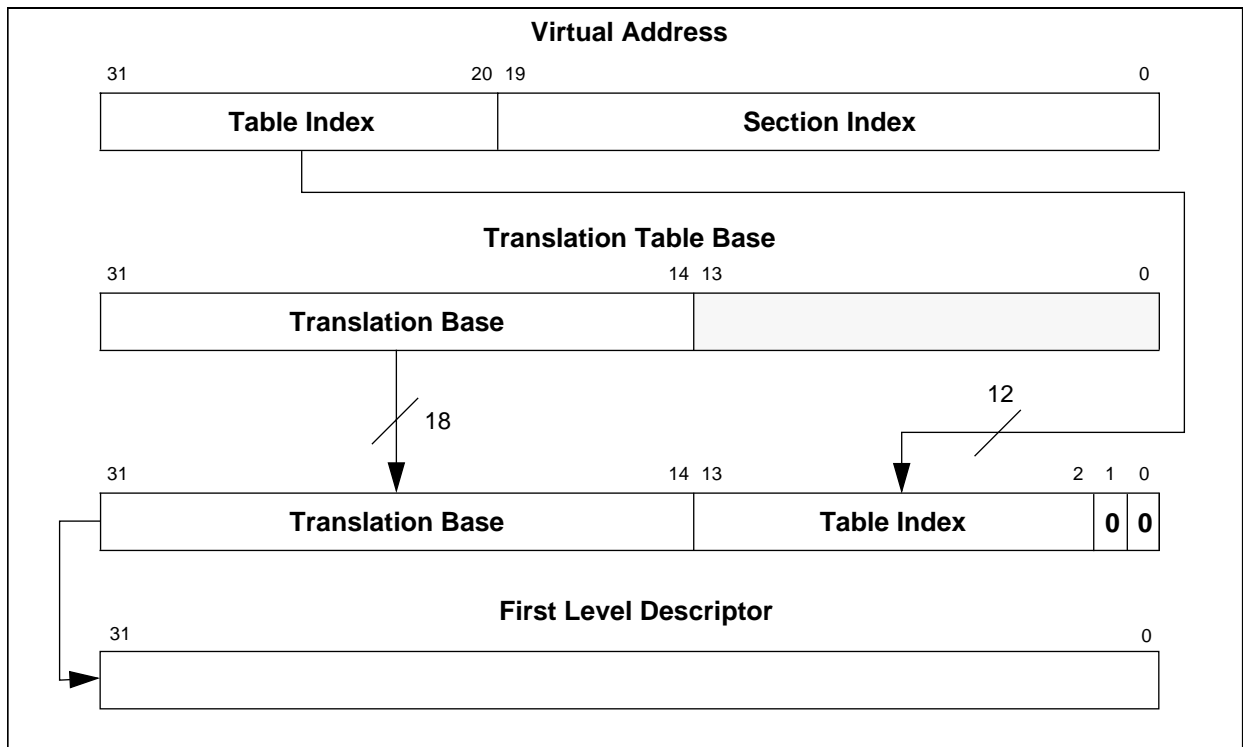 Virtual Address
31 20 19 0
Table Index Section Index
Translation Table Base
31 14 13 0
Translation Base
18 12
31 14 13 2 1 0
Translation Base Table Index 0 0
First Level Descriptor
31 0